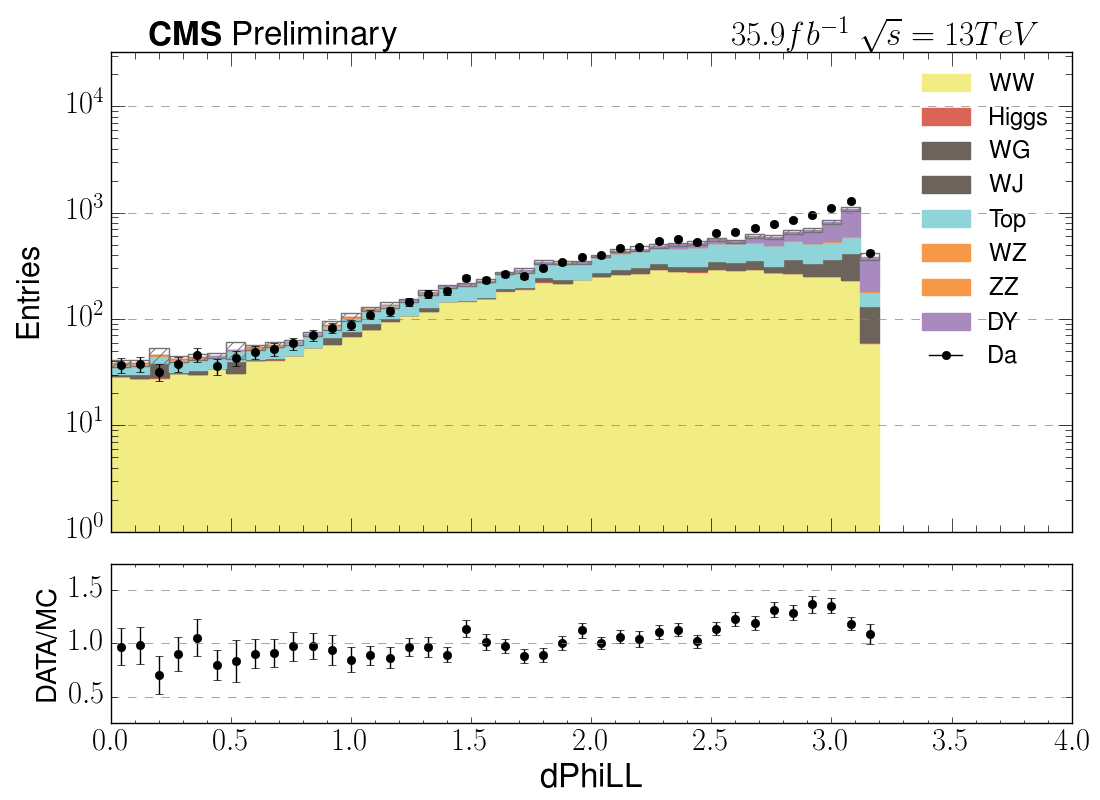 CMS Preliminary 35.9fb⁻¹ √s = 13TeV
10⁴
10³
10²
10¹
10⁰
Entries
WW
Higgs
WG
WJ
Top
WZ
ZZ
DY
Da
1.5
1.0
0.5
DATA/MC
0.0 0.5 1.0 1.5 2.0 2.5 3.0 3.5 4.0
dPhiLL